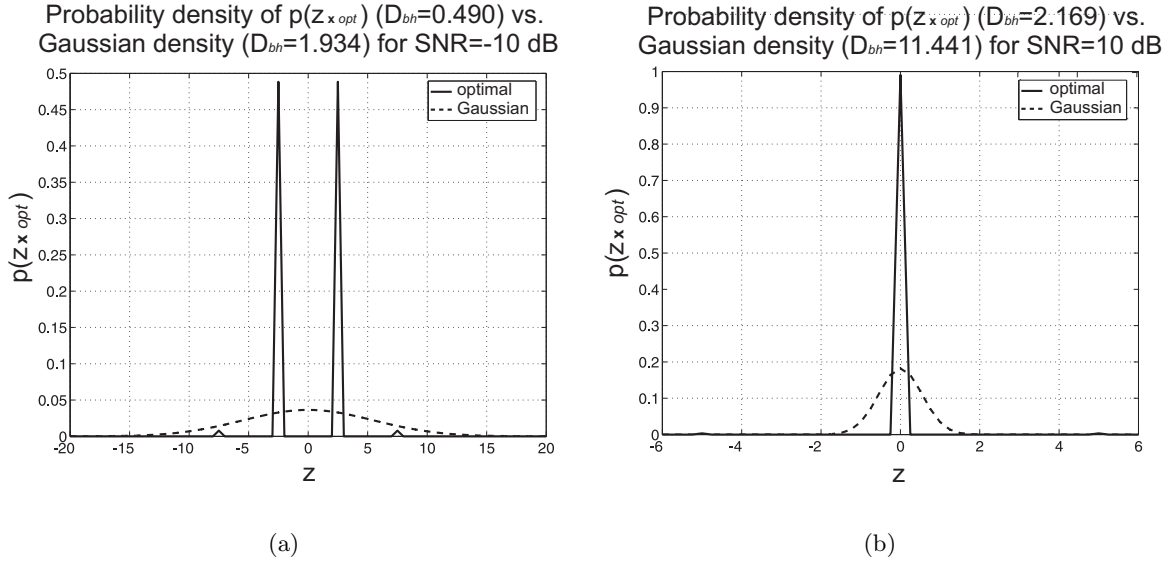 Probability density of p(z x opt) (Dbh=0.490) vs.
Gaussian density (Dbh=1.934) for SNR=-10 dB
0.5
0.45
0.4
0.35
0.3
0.25
0.2
0.15
0.1
0.05
0
p(z x opt)
optimal
Gaussian
-20 -15 -10 -5 0 5 10 15 20
z
(a)
Probability density of p(z x opt) (Dbh=2.169) vs.
Gaussian density (Dbh=11.441) for SNR=10 dB
1
0.9
0.8
0.7
0.6
0.5
0.4
0.3
0.2
0.1
0
p(z x opt)
optimal
Gaussian
-6 -4 -2 0 2 4 6
z
(b)